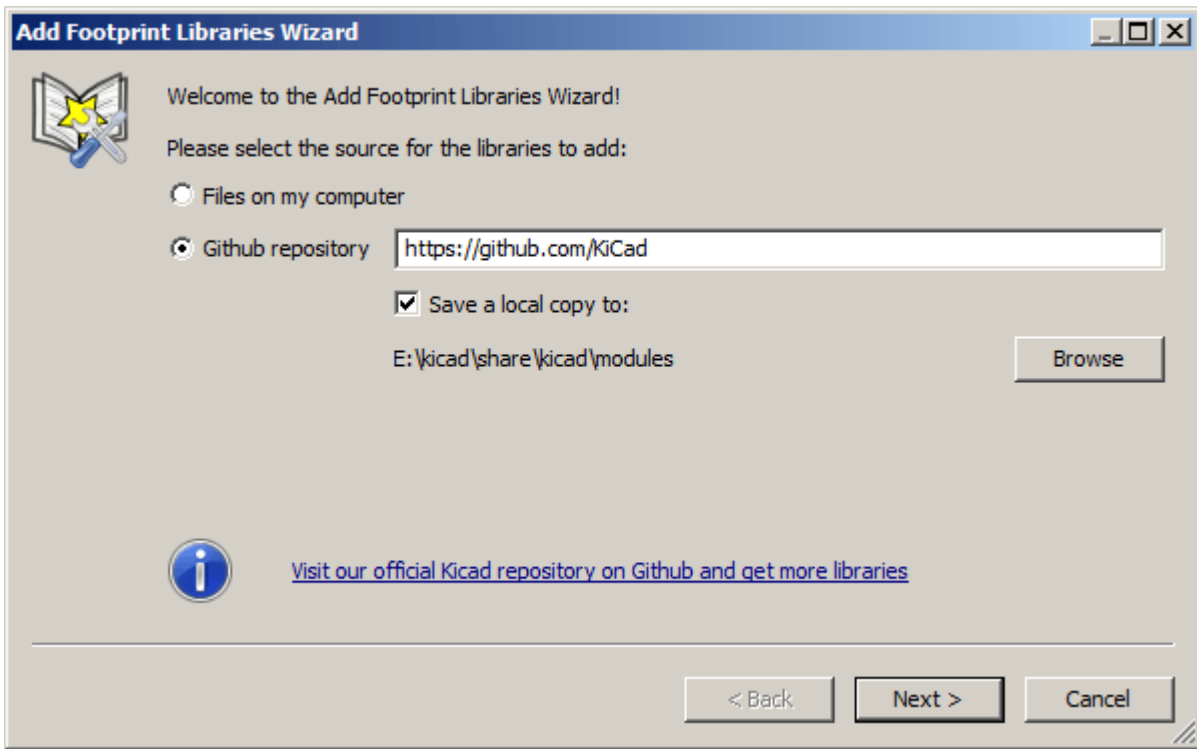 Add Footprint Libraries Wizard
Welcome to the Add Footprint Libraries Wizard!
Please select the source for the libraries to add:
Files on my computer
Github repository https://github.com/KiCad
Save a local copy to:
E:\kicad\share\kicad\modules Browse
Visit our official Kicad repository on Github and get more libraries
< Back Next > Cancel